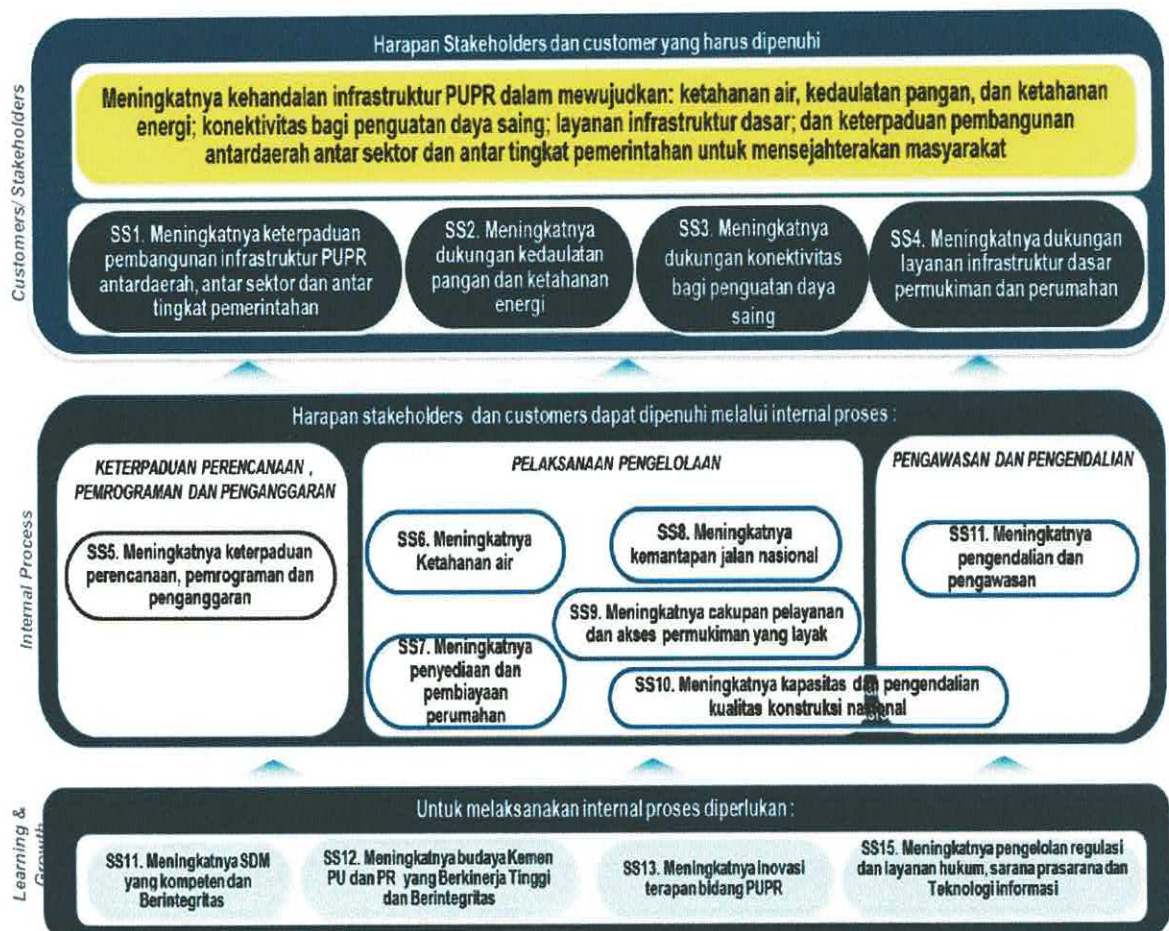 Customers/ Stakeholders
Harapan Stakeholders dan customer yang harus dipenuhi
Meningkatnya kehandalan infrastruktur PUPR dalam mewujudkan: ketahanan air, kedaulatan pangan, dan ketahanan
energi; konektivitas bagi penguatan daya saing; layanan infrastruktur dasar; dan keterpaduan pembangunan
antardaerah antar sektor dan antar tingkat pemerintahan untuk mensejahterakan masyarakat
SS1. Meningkatnya keterpaduan
pembangunan infrastruktur PUPR
antardaerah, antar sektor dan antar
tingkat pemerintahan
SS2. Meningkatnya
dukungan kedaulatan
pangan dan ketahanan
energi
SS3. Meningkatnya
dukungan konektivitas
bagi penguatan daya
saing
SS4. Meningkatnya dukungan
layanan infrastruktur dasar
permukiman dan perumahan
Internal Process
Harapan stakeholders dan customers dapat dipenuhi melalui internal proses :
KETERPADUAN PERENCANAAN ,
PEMROGRAMAN DAN PENGANGGARAN
SS5. Meningkatnya keterpaduan
perencanaan, pemrograman dan
penganggaran
PELAKSANAAN PENGELOLAAN
SS6. Meningkatnya
Ketahanan air
SS8. Meningkatnya
kemantapan jalan nasional
SS9. Meningkatnya cakupan pelayanan
dan akses permukiman yang layak
SS7. Meningkatnya
penyediaan dan
pembiayaan
perumahan
SS10. Meningkatnya kapasitas dan pengendalian
kualitas konstruksi nasional
PENGAWASAN DAN PENGENDALIAN
SS11. Meningkatnya
pengendalian dan
pengawasan
Learning &
Growth
Untuk melaksanakan internal proses diperlukan :
SS11. Meningkatnya SDM
yang kompeten dan
Berintegritas
SS12. Meningkatnya budaya Kemen
PU dan PR yang Berkinerja Tinggi
dan Berintegritas
SS13. Meningkatnya Inovasi
terapan bidang PUPR
SS15. Meningkatnya pengelolan regulasi
dan layanan hukum, sarana prasarana dan
Teknologi informasi